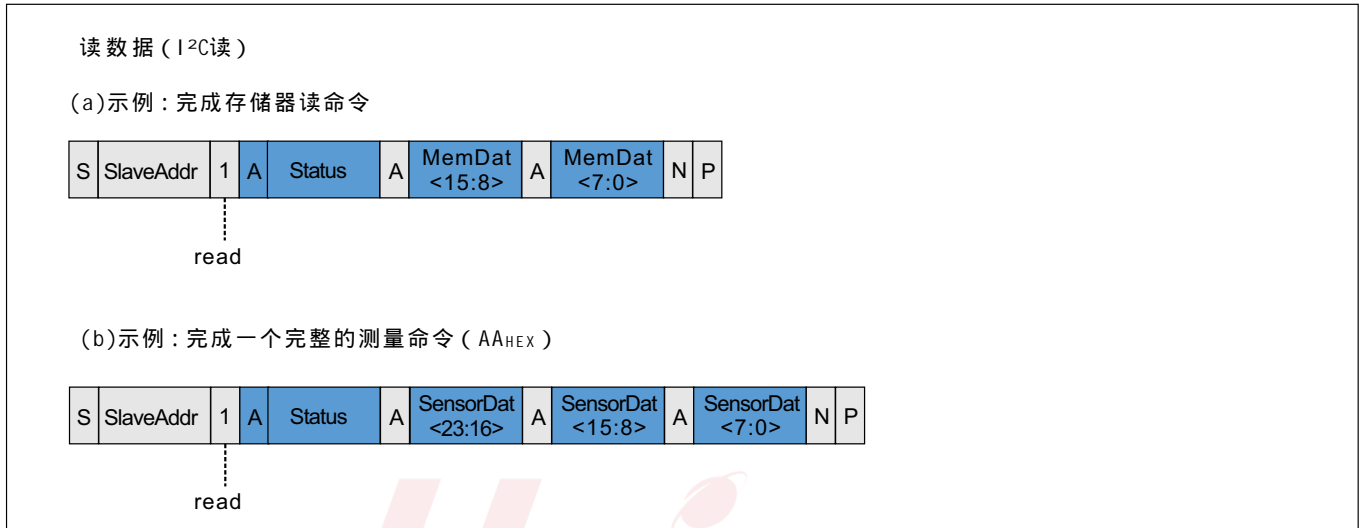 读数据(I²C读)
(a)示例:完成存储器读命令
S SlaveAddr 1 A Status A MemDat <15:8> A MemDat <7:0> N P
read
(b)示例:完成一个完整的测量命令(AAHEX)
S SlaveAddr 1 A Status A SensorDat <23:16> A SensorDat <15:8> A SensorDat <7:0> N P
read